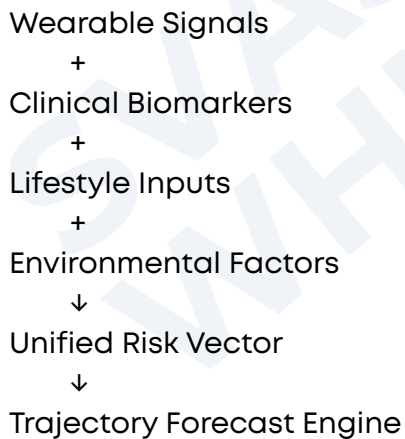 Wearable Signals
+
Clinical Biomarkers
+
Lifestyle Inputs
+
Environmental Factors
↓
Unified Risk Vector
↓
Trajectory Forecast Engine